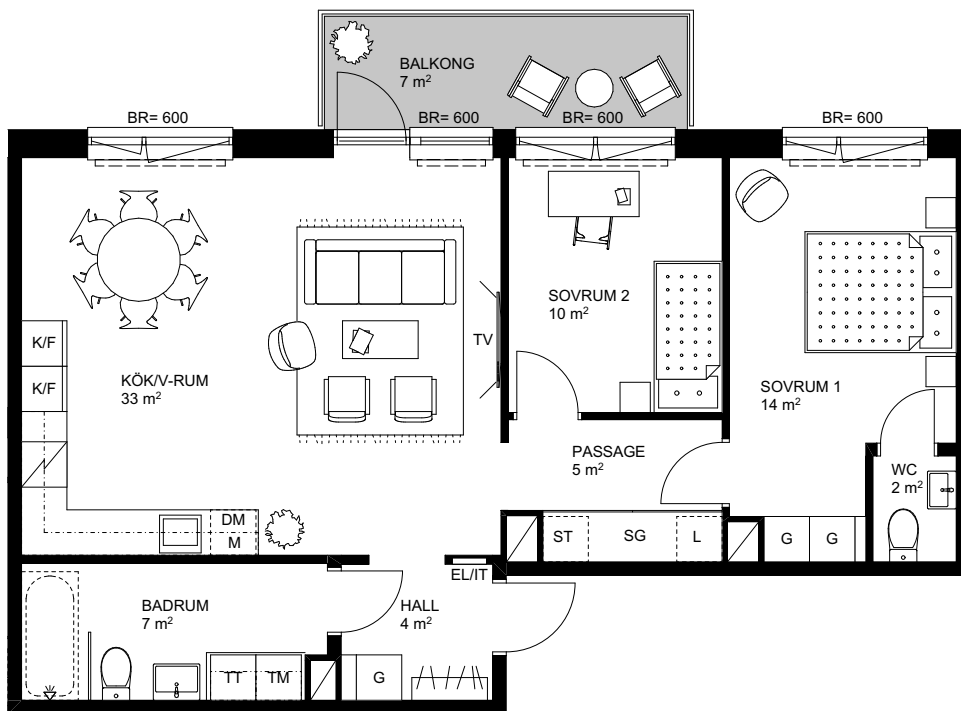 BALKONG
7 m²
BR= 600
BR= 600
BR= 600
BR= 600
SOVRUM 2
10 m²
TV
K/F
K/F
KÖK/V-RUM
33 m²
SOVRUM 1
14 m²
PASSAGE
5 m²
WC
2 m²
DM
M
ST
SG
L
G
G
EL/IT
BADRUM
7 m²
HALL
4 m²
TT
TM
G